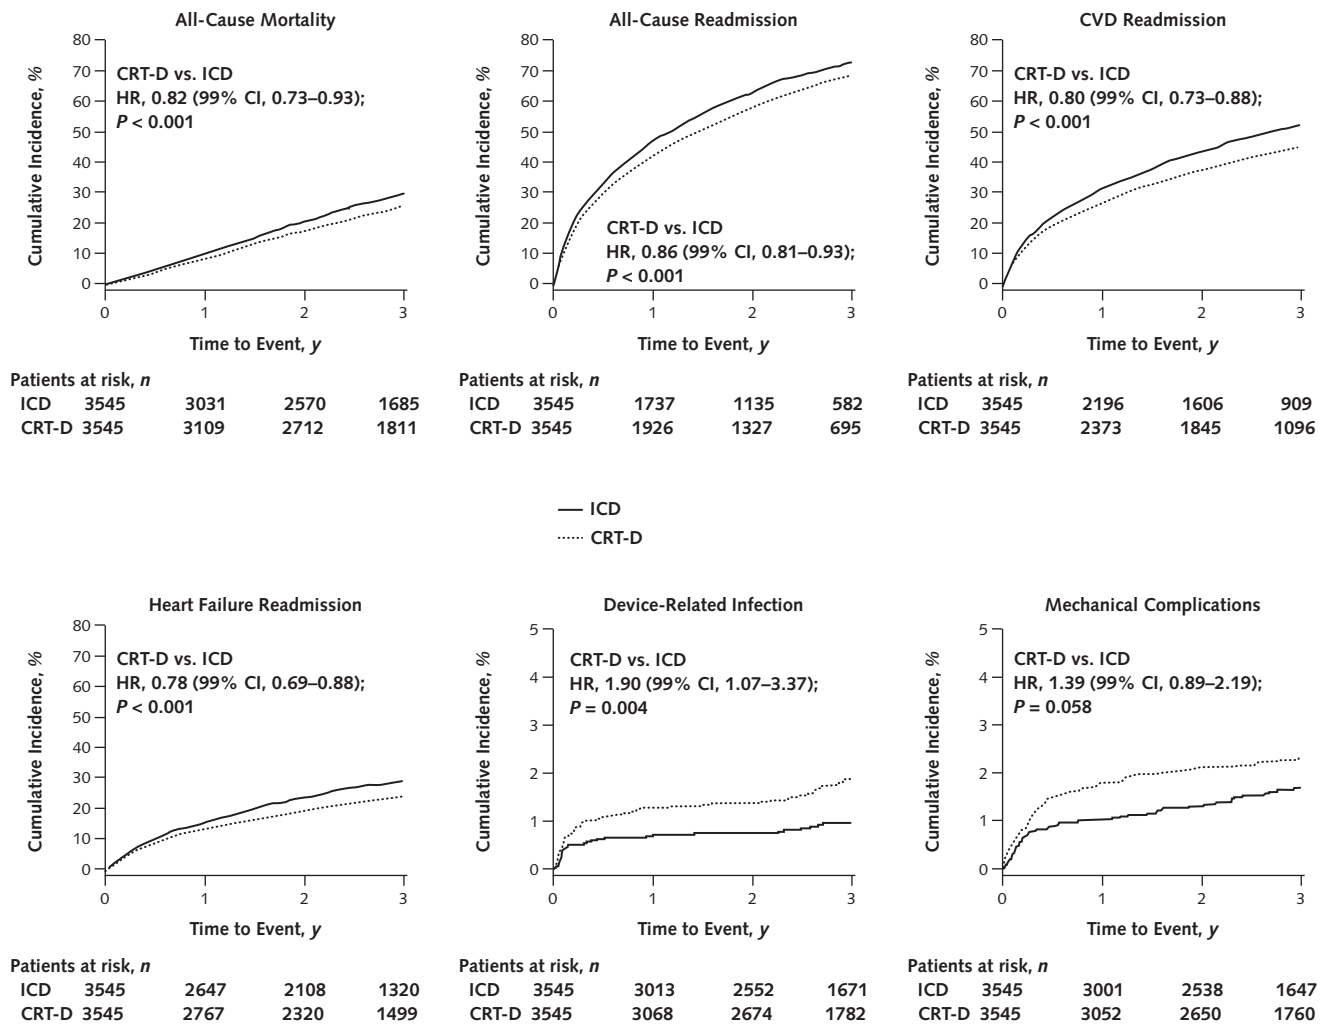 All-Cause Mortality
Cumulative Incidence, %
80
70
60
50
40
30
20
10
0
CRT-D vs. ICD
HR, 0.82 (99% CI, 0.73–0.93);
P < 0.001
0 1 2 3
Time to Event, y
Patients at risk, n
ICD 3545 3031 2570 1685
CRT-D 3545 3109 2712 1811
All-Cause Readmission
Cumulative Incidence, %
80
70
60
50
40
30
20
10
0
CRT-D vs. ICD
HR, 0.86 (99% CI, 0.81–0.93);
P < 0.001
0 1 2 3
Time to Event, y
Patients at risk, n
ICD 3545 1737 1135 582
CRT-D 3545 1926 1327 695
CVD Readmission
Cumulative Incidence, %
80
70
60
50
40
30
20
10
0
CRT-D vs. ICD
HR, 0.80 (99% CI, 0.73–0.88);
P < 0.001
0 1 2 3
Time to Event, y
Patients at risk, n
ICD 3545 2196 1606 909
CRT-D 3545 2373 1845 1096
ICD
CRT-D
Heart Failure Readmission
Cumulative Incidence, %
80
70
60
50
40
30
20
10
0
CRT-D vs. ICD
HR, 0.78 (99% CI, 0.69–0.88);
P < 0.001
0 1 2 3
Time to Event, y
Patients at risk, n
ICD 3545 2647 2108 1320
CRT-D 3545 2767 2320 1499
Device-Related Infection
Cumulative Incidence, %
5
4
3
2
1
0
CRT-D vs. ICD
HR, 1.90 (99% CI, 1.07–3.37);
P = 0.004
0 1 2 3
Time to Event, y
Patients at risk, n
ICD 3545 3013 2552 1671
CRT-D 3545 3068 2674 1782
Mechanical Complications
Cumulative Incidence, %
5
4
3
2
1
0
CRT-D vs. ICD
HR, 1.39 (99% CI, 0.89–2.19);
P = 0.058
0 1 2 3
Time to Event, y
Patients at risk, n
ICD 3545 3001 2538 1647
CRT-D 3545 3052 2650 1760